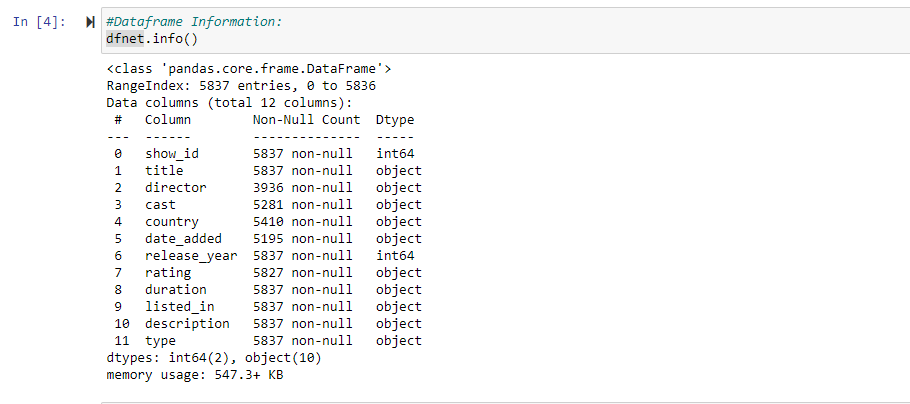 In [4]: #Dataframe Information:
dfnet.info()
<class 'pandas.core.frame.DataFrame'>
RangeIndex: 5837 entries, 0 to 5836
Data columns (total 12 columns):
 #   Column        Non-Null Count  Dtype
---  ------        --------------  -----
 0   show_id       5837 non-null   int64
 1   title         5837 non-null   object
 2   director      3936 non-null   object
 3   cast          5281 non-null   object
 4   country       5410 non-null   object
 5   date_added    5195 non-null   object
 6   release_year  5837 non-null   int64
 7   rating        5827 non-null   object
 8   duration      5837 non-null   object
 9   listed_in     5837 non-null   object
 10  description   5837 non-null   object
 11  type          5837 non-null   object
dtypes: int64(2), object(10)
memory usage: 547.3+ KB